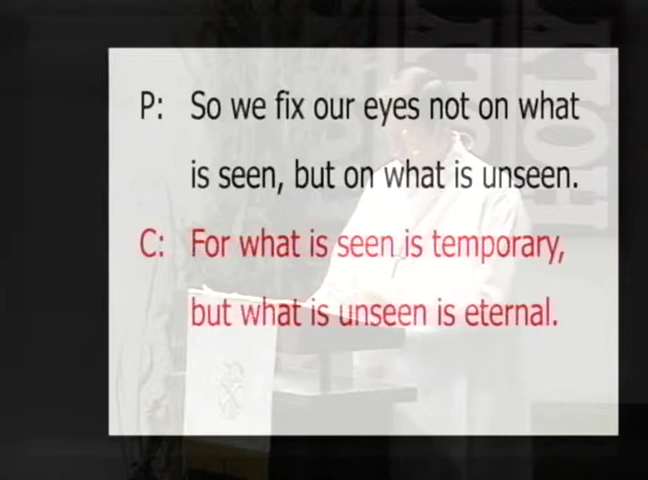 HOLY
P: So we fix our eyes not on what
is seen, but on what is unseen.
C: For what is seen is temporary,
but what is unseen is eternal.